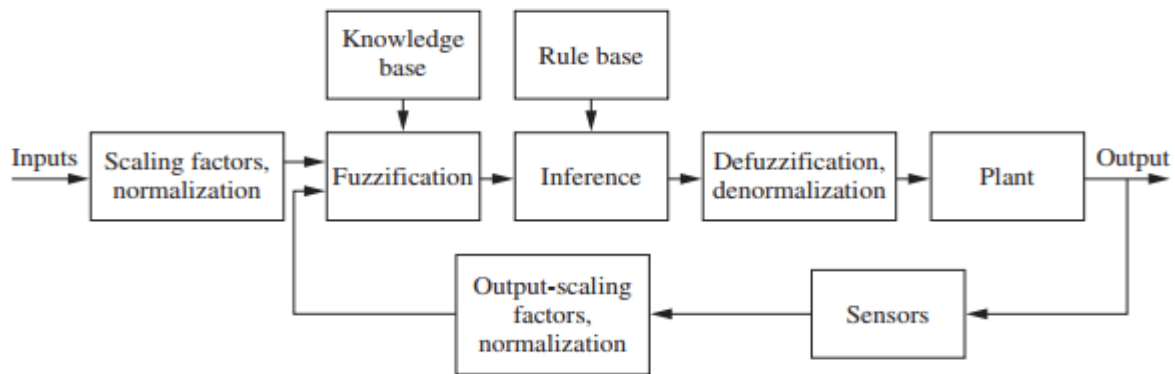 Knowledge
base
Rule base
Inputs
Scaling factors,
normalization
Fuzzification
Inference
Defuzzification,
denormalization
Plant
Output
Output-scaling
factors,
normalization
Sensors